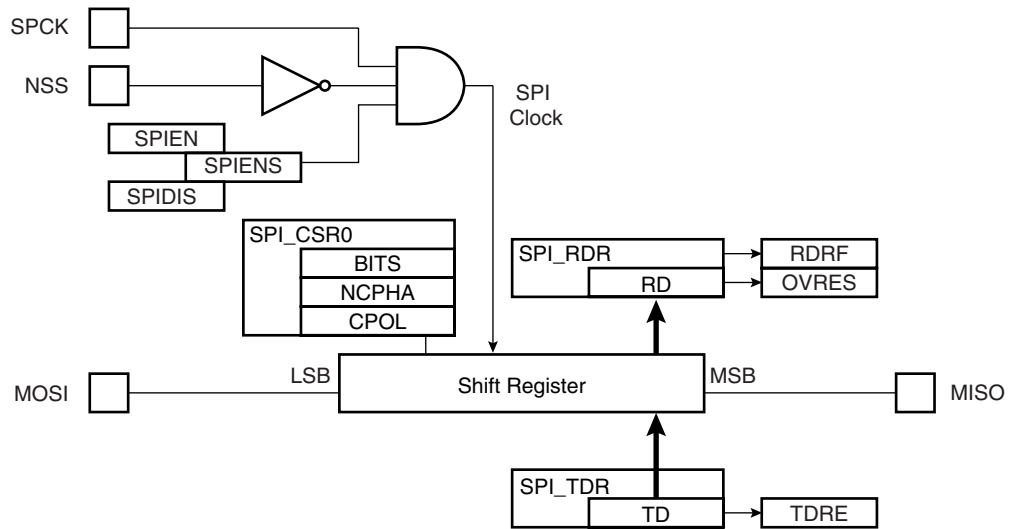 SPCK
NSS
SPI
Clock
SPIEN
SPIENS
SPIDIS
SPI_CSR0
BITS
NCPHA
CPOL
SPI_RDR
RD
RDRF
OVRES
MOSI
LSB
Shift Register
MSB
MISO
SPI_TDR
TD
TDRE